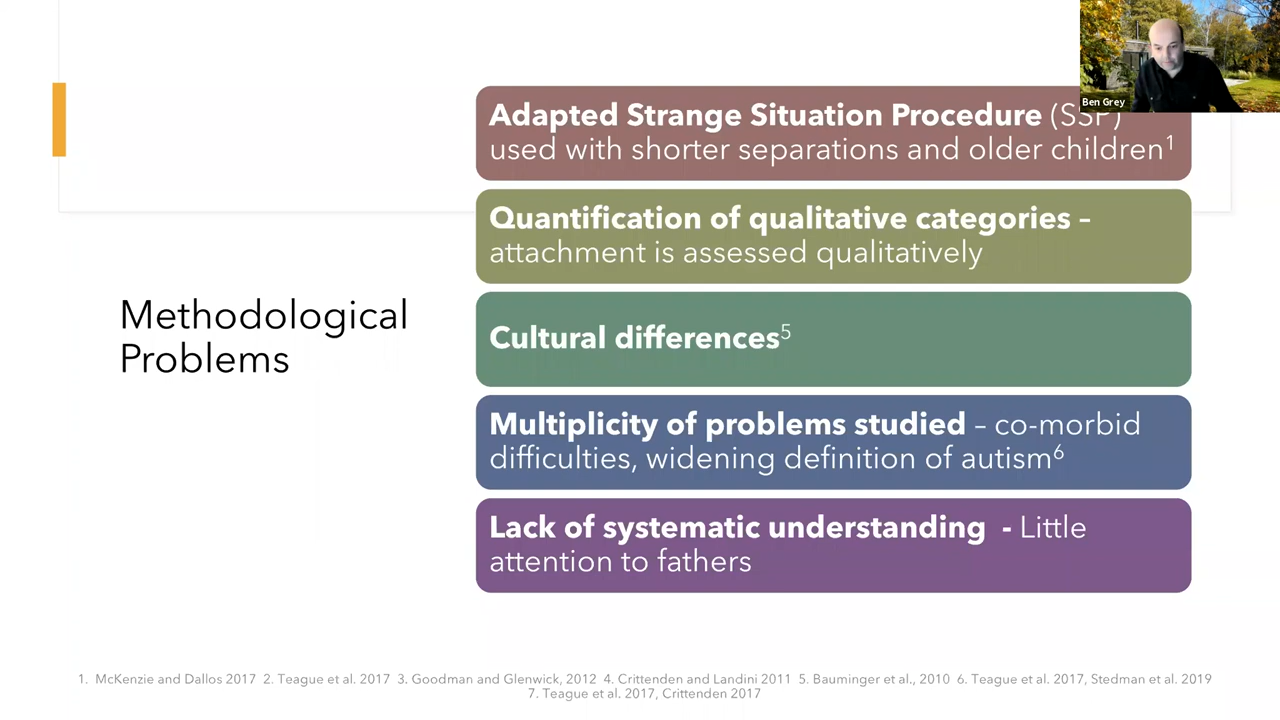 Ben Grey
Adapted Strange Situation Procedure (SSP)
used with shorter separations and older children¹
Quantification of qualitative categories –
attachment is assessed qualitatively
Methodological
Problems
Cultural differences⁵
Multiplicity of problems studied – co-morbid
difficulties, widening definition of autism⁶
Lack of systematic understanding - Little
attention to fathers
1. McKenzie and Dallos 2017 2. Teague et al. 2017 3. Goodman and Glenwick, 2012 4. Crittenden and Landini 2011 5. Bauminger et al., 2010 6. Teague et al. 2017, Stedman et al. 2019
7. Teague et al. 2017, Crittenden 2017